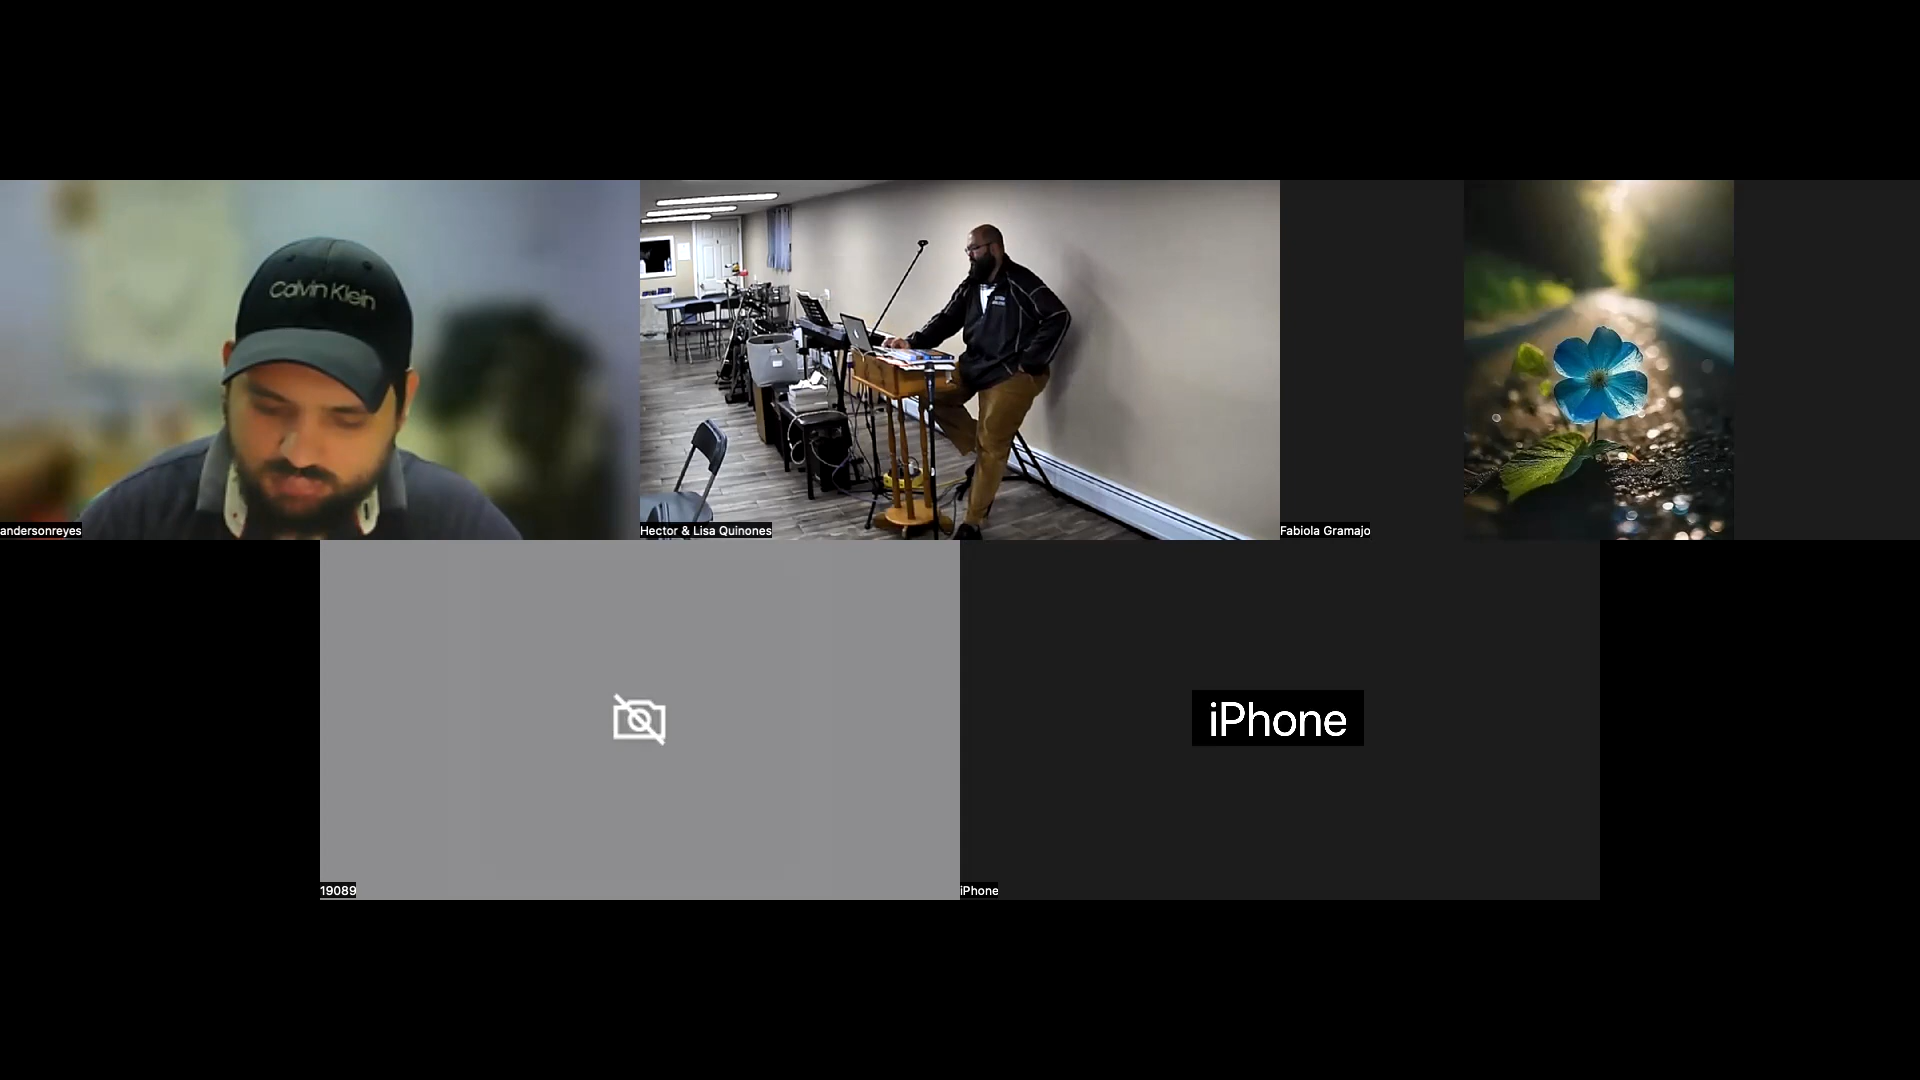 Calvin Klein
andersonreyes
Hector & Lisa Quinones
Fabiola Gramajo
19089
iPhone
iPhone